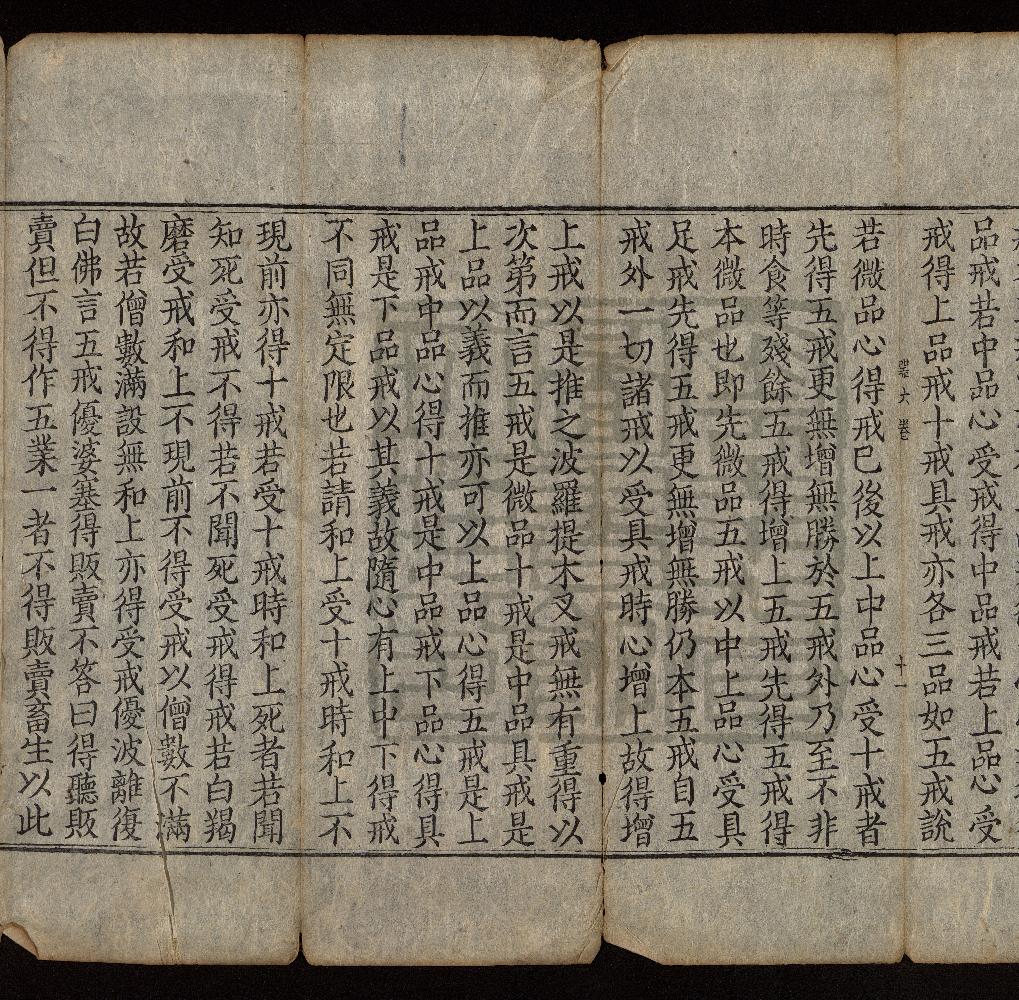 品戒若中品心受戒得中品戒若上品心受
戒得上品戒十戒具戒亦各三品如五戒說
十一
若微品心得戒已後以上中品心受十戒者
先得五戒更無增無勝於五戒外乃至不非
時食等殘餘五戒得增上五戒先得五戒得
本微品也即先微品五戒以中上品心受具
足戒先得五戒更無增無勝仍本五戒自五
戒外一切諸戒以受具戒時心增上故得增
上戒以是推之波羅提木叉戒無有重得以
次第而言五戒是微品十戒是中品具戒是
上品以義而推亦可以上品心得五戒是上
品戒中品心得十戒是中品戒下品心得具
戒是下品戒以其義故隨心有上中下得戒
不同無定限也若請和上受十戒時和上不
現前亦得十戒若受十戒時和上死者若聞
知死受戒不得若不聞死受戒得戒若白羯
磨受戒和上不現前不得受戒以僧數不滿
故若僧數滿設無和上亦得受戒優波離復
白佛言五戒優婆塞得販賣不答曰得聽販
賣但不得作五業一者不得販賣畜生以此